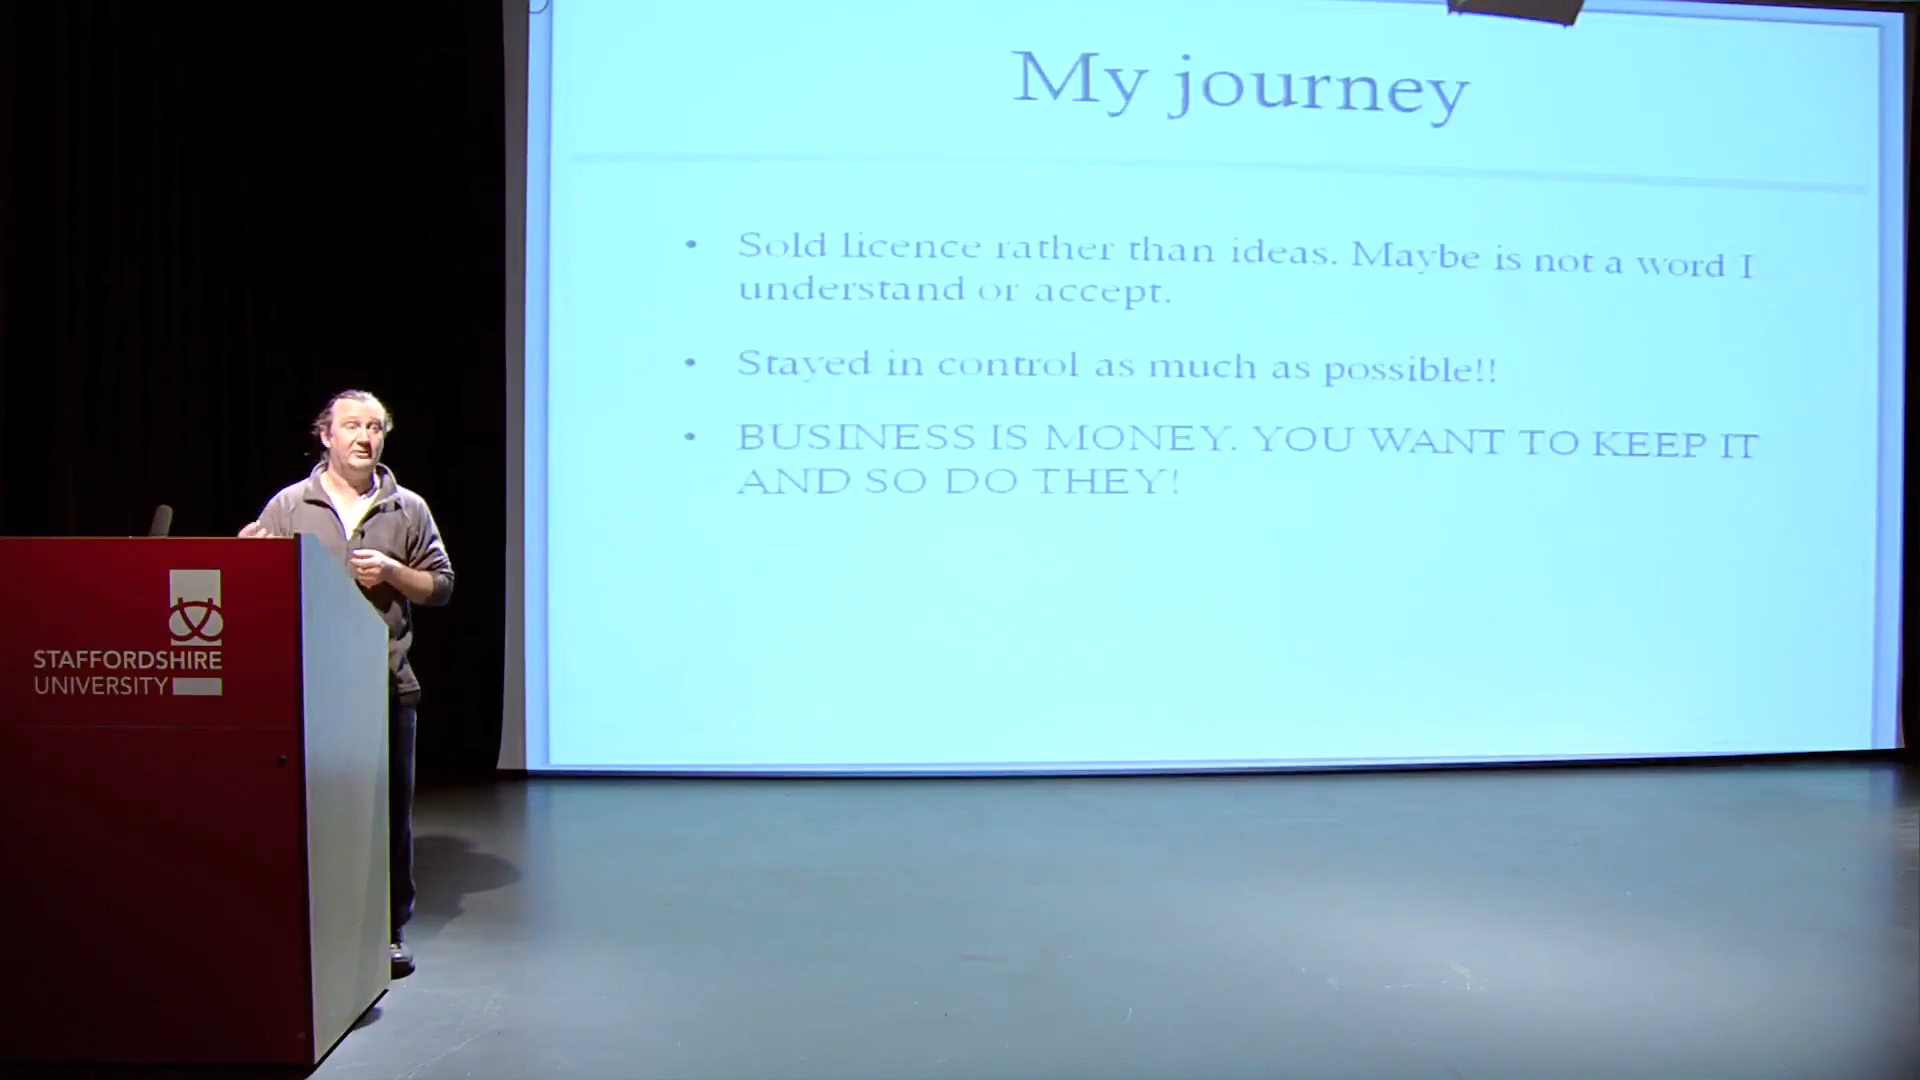 My journey
• Sold licence rather than ideas. Maybe is not a word I
understand or accept.
• Stayed in control as much as possible!!
• BUSINESS IS MONEY. YOU WANT TO KEEP IT
AND SO DO THEY!
STAFFORDSHIRE
UNIVERSITY